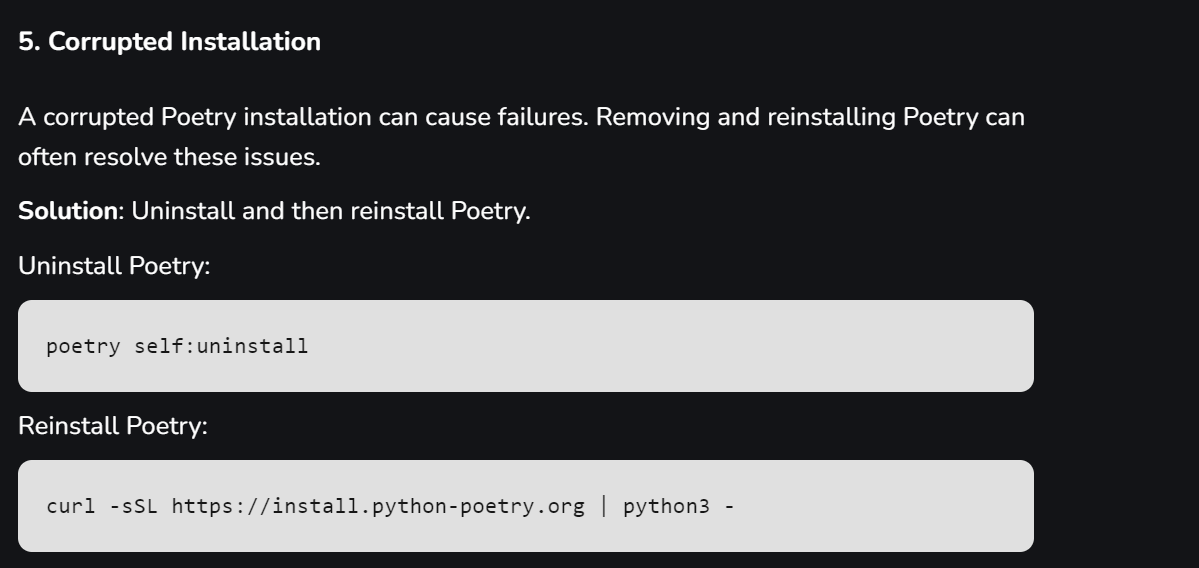 5. Corrupted Installation
A corrupted Poetry installation can cause failures. Removing and reinstalling Poetry can
often resolve these issues.
Solution: Uninstall and then reinstall Poetry.
Uninstall Poetry:
poetry self:uninstall
Reinstall Poetry:
curl -sSL https://install.python-poetry.org | python3 -